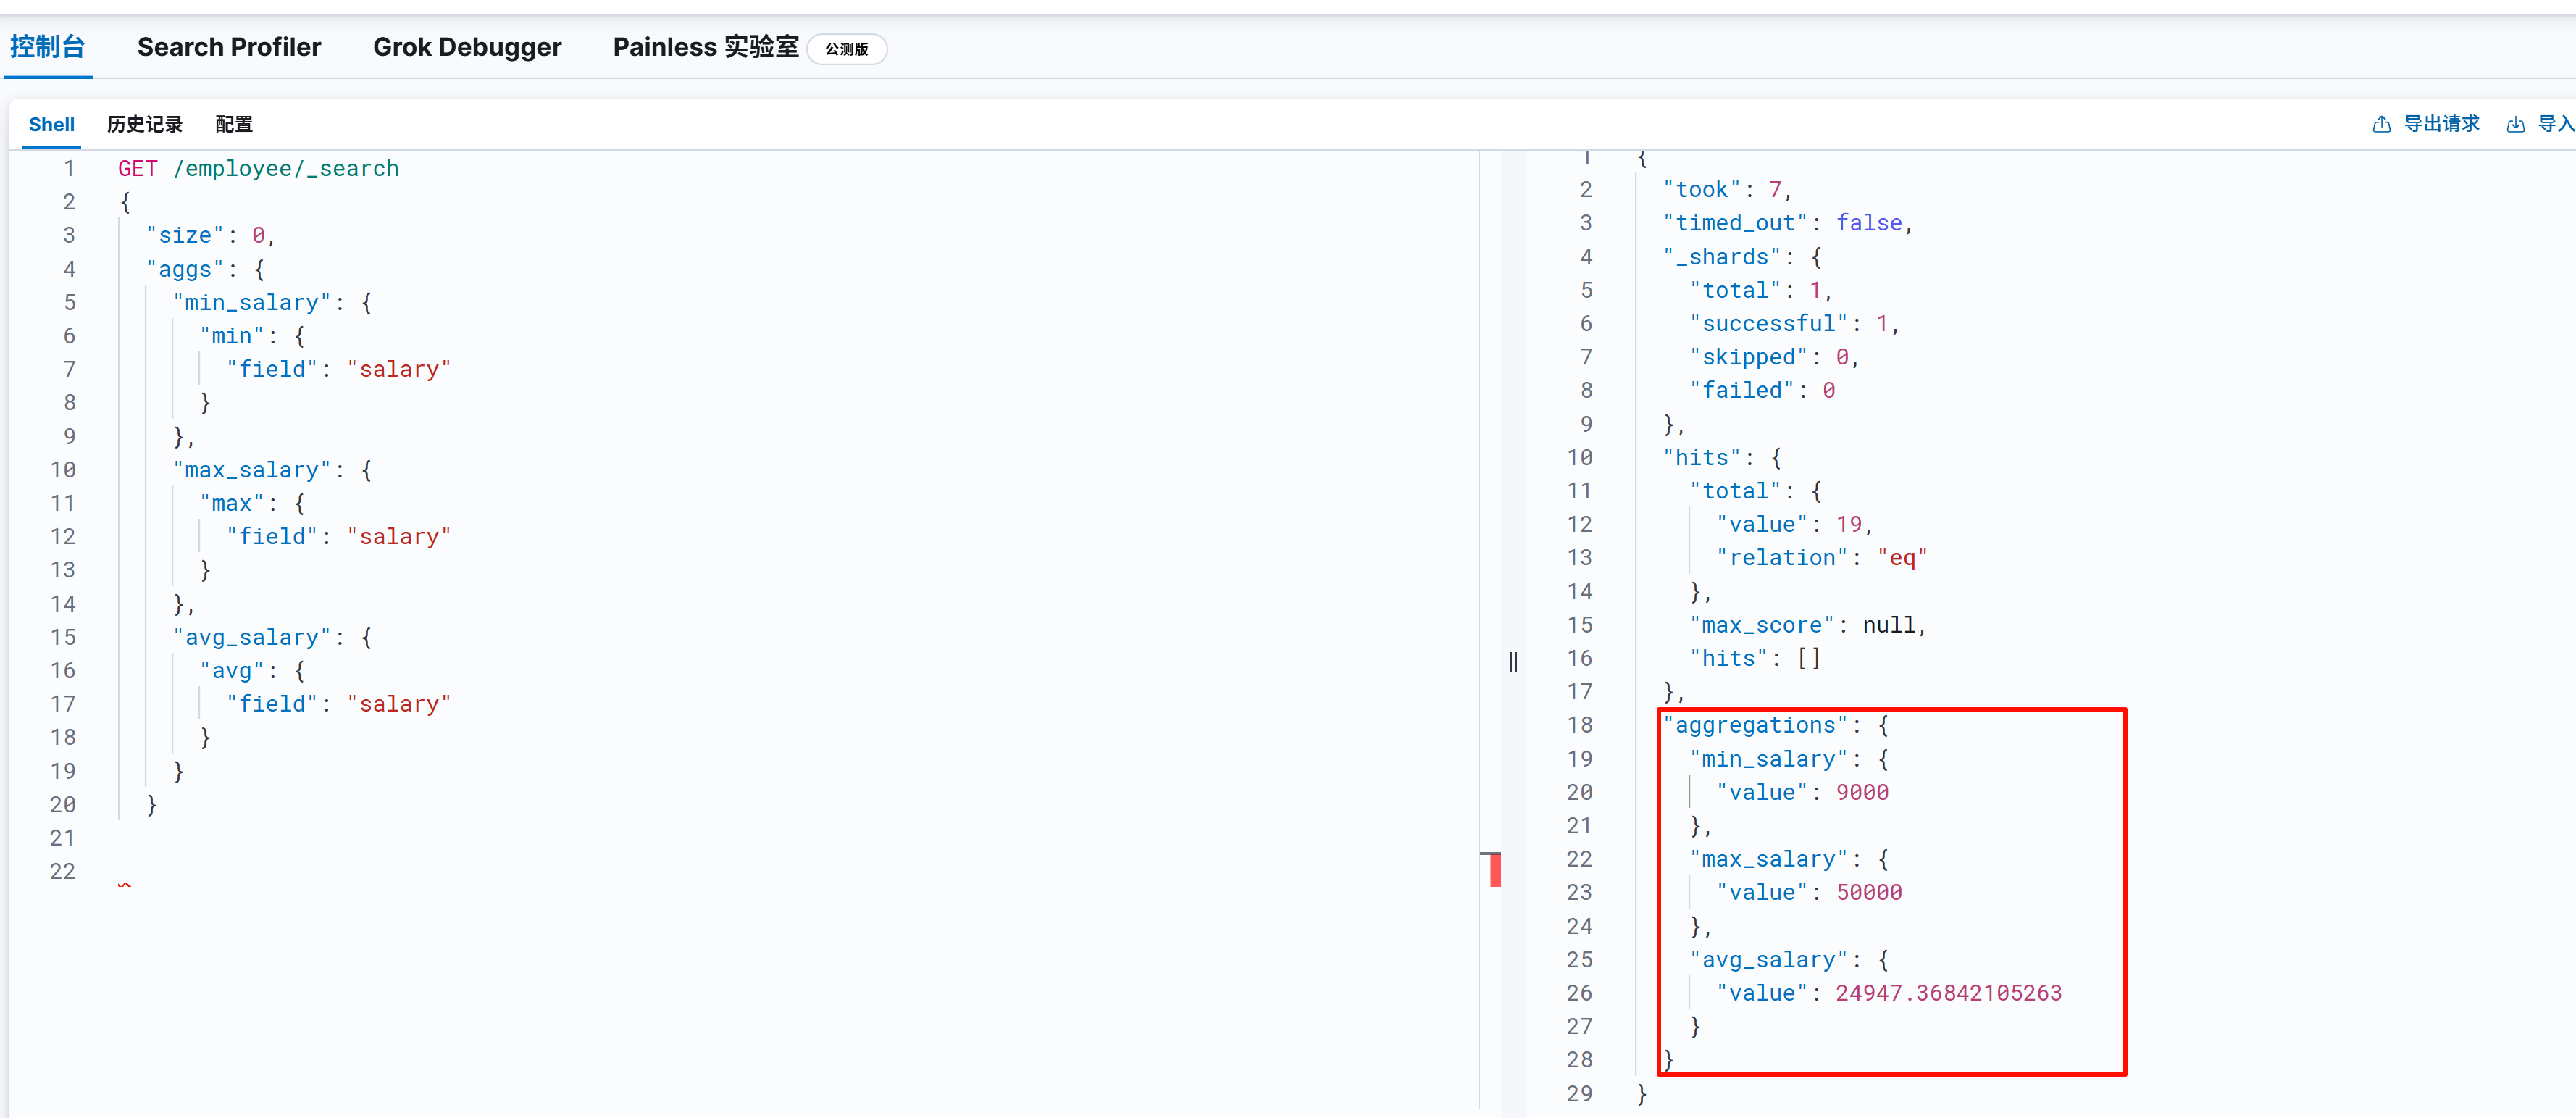 控制台 Search Profiler Grok Debugger Painless 实验室 公测版
Shell 历史记录 配置 导出请求 导入
1 GET /employee/_search
2 {
3 "size": 0,
4 "aggs": {
5 "min_salary": {
6 "min": {
7 "field": "salary"
8 }
9 },
10 "max_salary": {
11 "max": {
12 "field": "salary"
13 }
14 },
15 "avg_salary": {
16 "avg": {
17 "field": "salary"
18 }
19 }
20 }
21
22
1 {
2 "took": 7,
3 "timed_out": false,
4 "_shards": {
5 "total": 1,
6 "successful": 1,
7 "skipped": 0,
8 "failed": 0
9 },
10 "hits": {
11 "total": {
12 "value": 19,
13 "relation": "eq"
14 },
15 "max_score": null,
16 "hits": []
17 },
18 "aggregations": {
19 "min_salary": {
20 "value": 9000
21 },
22 "max_salary": {
23 "value": 50000
24 },
25 "avg_salary": {
26 "value": 24947.36842105263
27 }
28 }
29 }